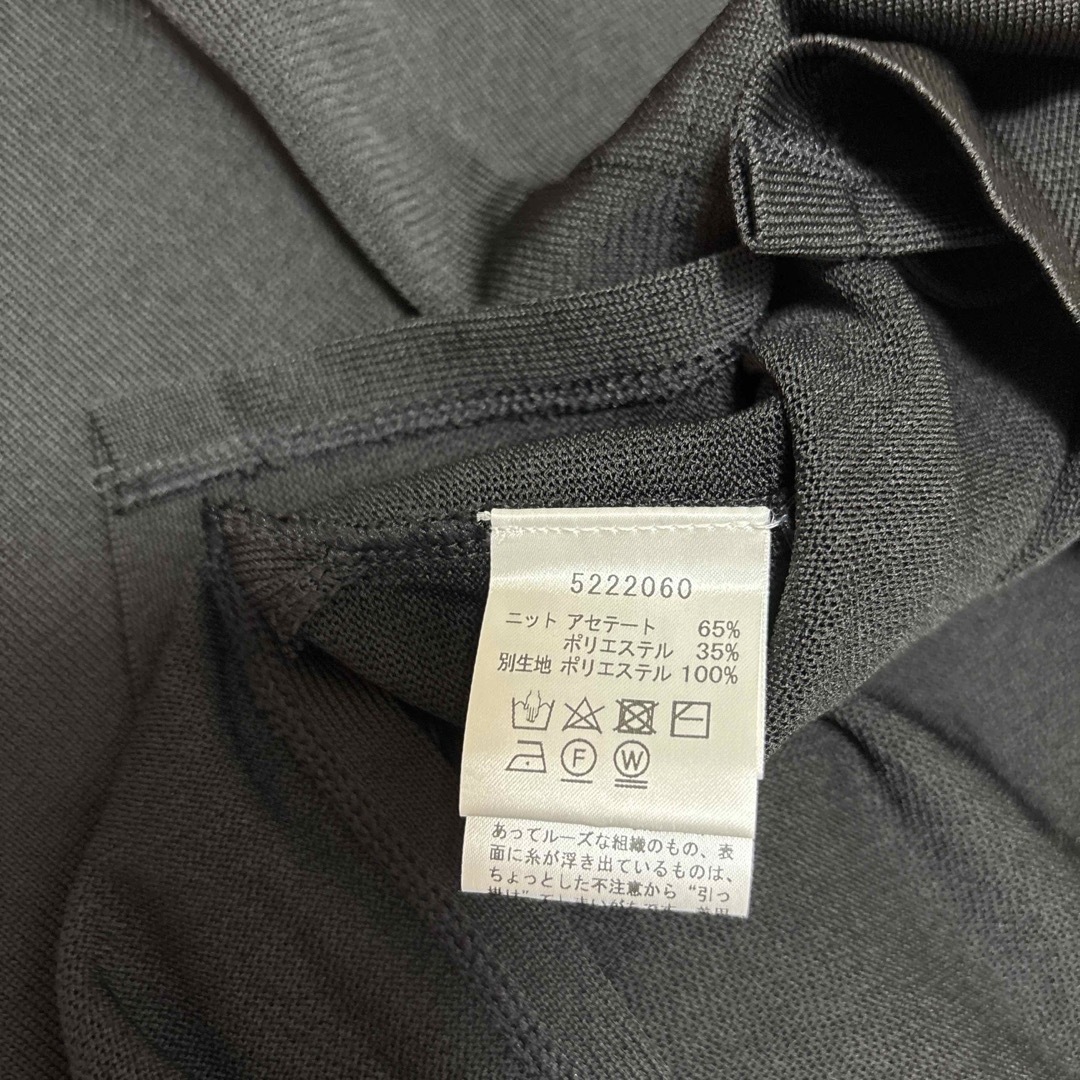 5222060
ニット アセテート 65%
ポリエステル 35%
別生地 ポリエステル 100%
F W
あってルーズな組織のもの、表
面に糸が浮き出ているものは、
ちょっとした不注意から“引っ
掛け”